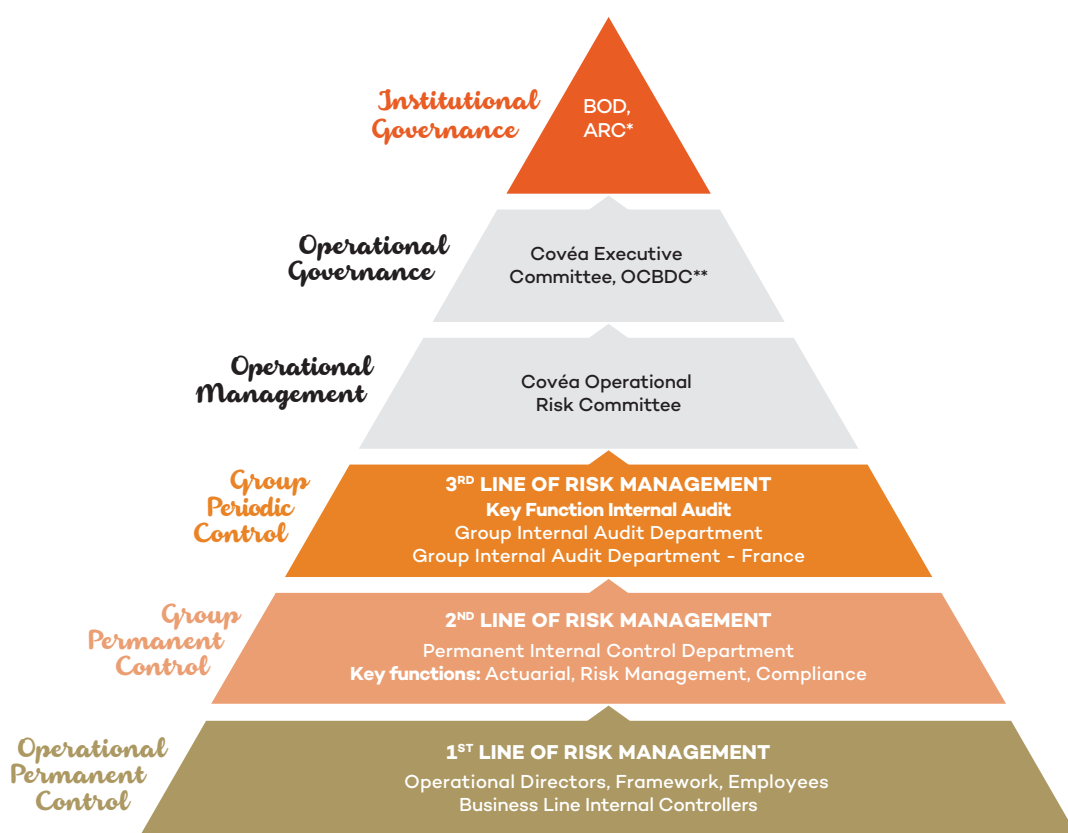 Institutional
Governance
BOD,
ARC*
Operational
Governance
Covéa Executive
Committee, OCBDC**
Operational
Management
Covéa Operational
Risk Committee
Group
Periodic
Control
3RD LINE OF RISK MANAGEMENT
Key Function Internal Audit
Group Internal Audit Department
Group Internal Audit Department - France
Group
Permanent
Control
2ND LINE OF RISK MANAGEMENT
Permanent Internal Control Department
Key functions: Actuarial, Risk Management, Compliance
Operational
Permanent
Control
1ST LINE OF RISK MANAGEMENT
Operational Directors, Framework, Employees
Business Line Internal Controllers